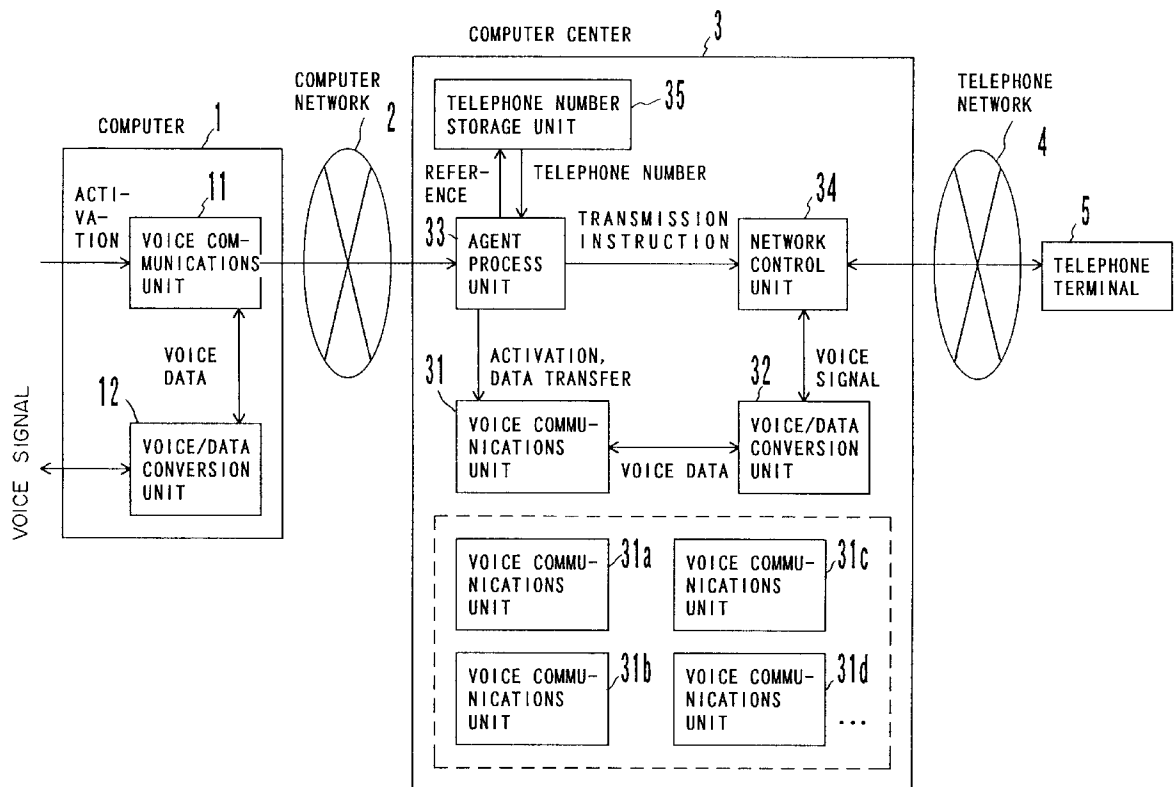 COMPUTER CENTER
3
COMPUTER
NETWORK
2
TELEPHONE
NETWORK
4
COMPUTER
1
TELEPHONE NUMBER
STORAGE UNIT
35
REFER-
ENCE
TELEPHONE NUMBER
ACTI-
VA-
TION
11
VOICE COM-
MUNICATIONS
UNIT
33
AGENT
PROCESS
UNIT
TRANSMISSION
INSTRUCTION
34
NETWORK
CONTROL
UNIT
5
TELEPHONE
TERMINAL
VOICE
DATA
ACTIVATION,
DATA TRANSFER
VOICE
SIGNAL
12
VOICE/DATA
CONVERSION
UNIT
VOICE SIGNAL
31
VOICE COMMU-
NICATIONS
UNIT
VOICE DATA
32
VOICE/DATA
CONVERSION
UNIT
VOICE COMMU-
NICATIONS
UNIT
31a
VOICE COMMU-
NICATIONS
UNIT
31c
VOICE COMMU-
NICATIONS
UNIT
31b
VOICE COMMU-
NICATIONS
UNIT
31d
...